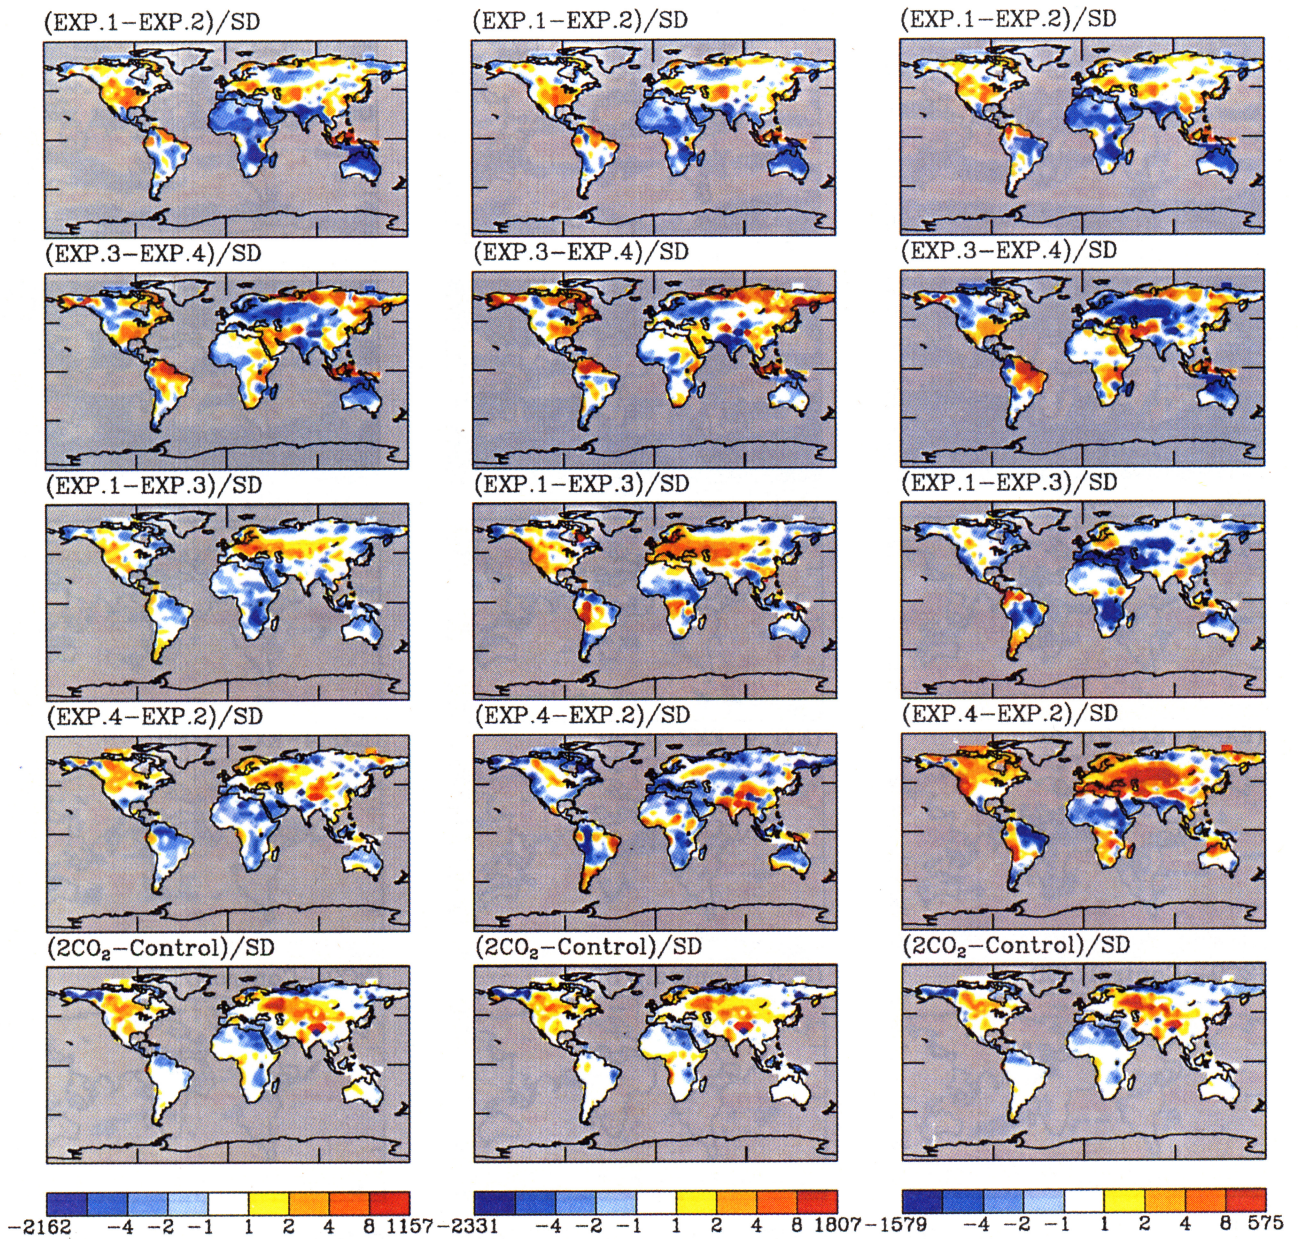 (EXP.1−EXP.2)/SD (EXP.1−EXP.2)/SD (EXP.1−EXP.2)/SD
(EXP.3−EXP.4)/SD (EXP.3−EXP.4)/SD (EXP.3−EXP.4)/SD
(EXP.1−EXP.3)/SD (EXP.1−EXP.3)/SD (EXP.1−EXP.3)/SD
(EXP.4−EXP.2)/SD (EXP.4−EXP.2)/SD (EXP.4−EXP.2)/SD
(2CO₂−Control)/SD (2CO₂−Control)/SD (2CO₂−Control)/SD
−2162 −4 −2 −1 1 2 4 8 1157 −2331 −4 −2 −1 1 2 4 8 1807 −1579 −4 −2 −1 1 2 4 8 575